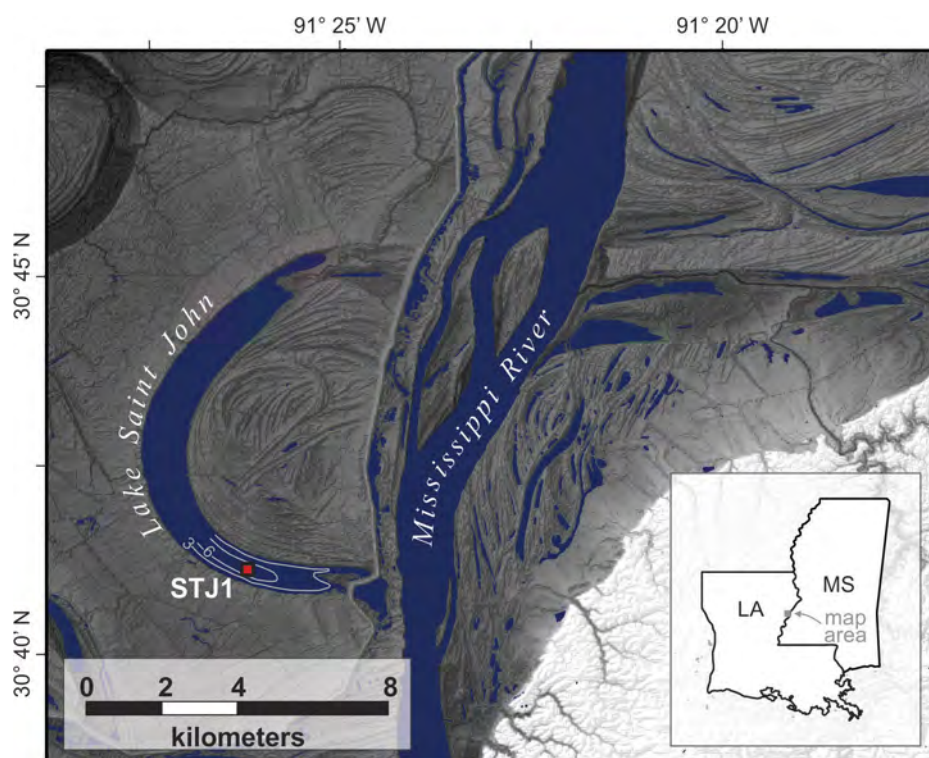 91° 25' W
91° 20' W
30° 45' N
Lake Saint John
Mississippi River
3
6
STJ1
30° 40' N
0 2 4 8
kilometers
LA
MS
map
area